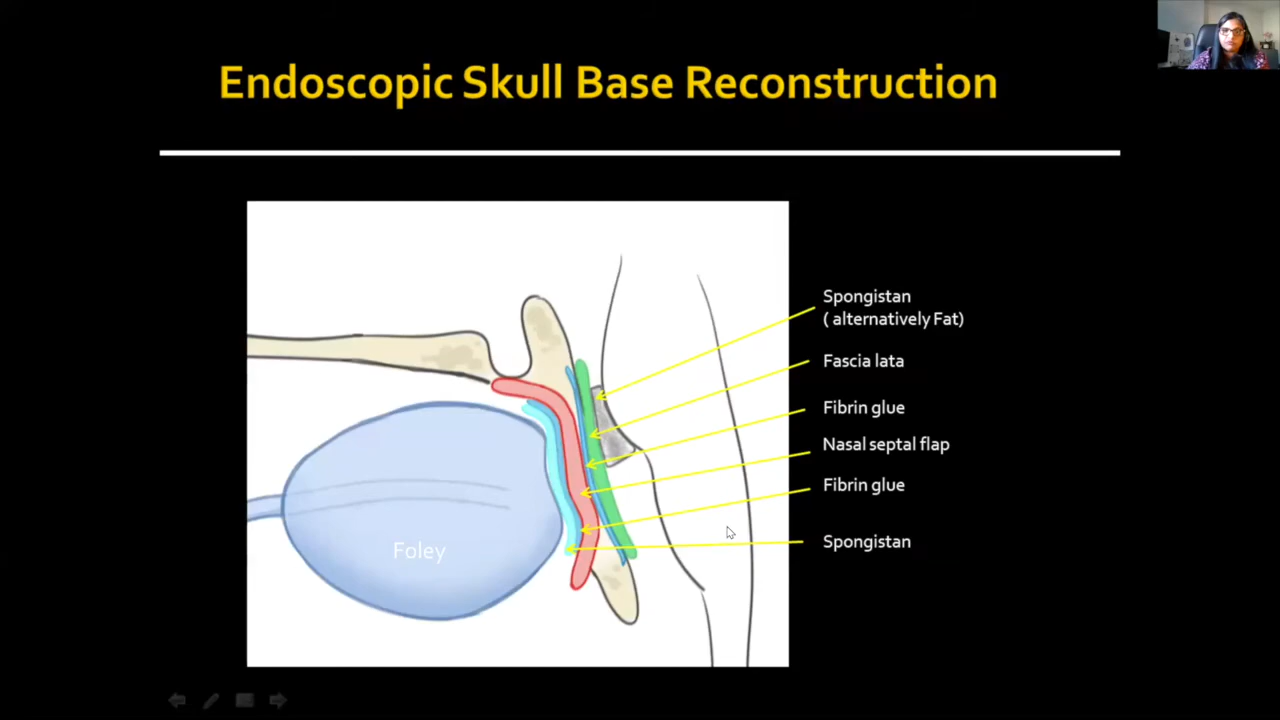 Endoscopic Skull Base Reconstruction
Spongistan
( alternatively Fat)
Fascia lata
Fibrin glue
Nasal septal flap
Fibrin glue
Spongistan
Foley